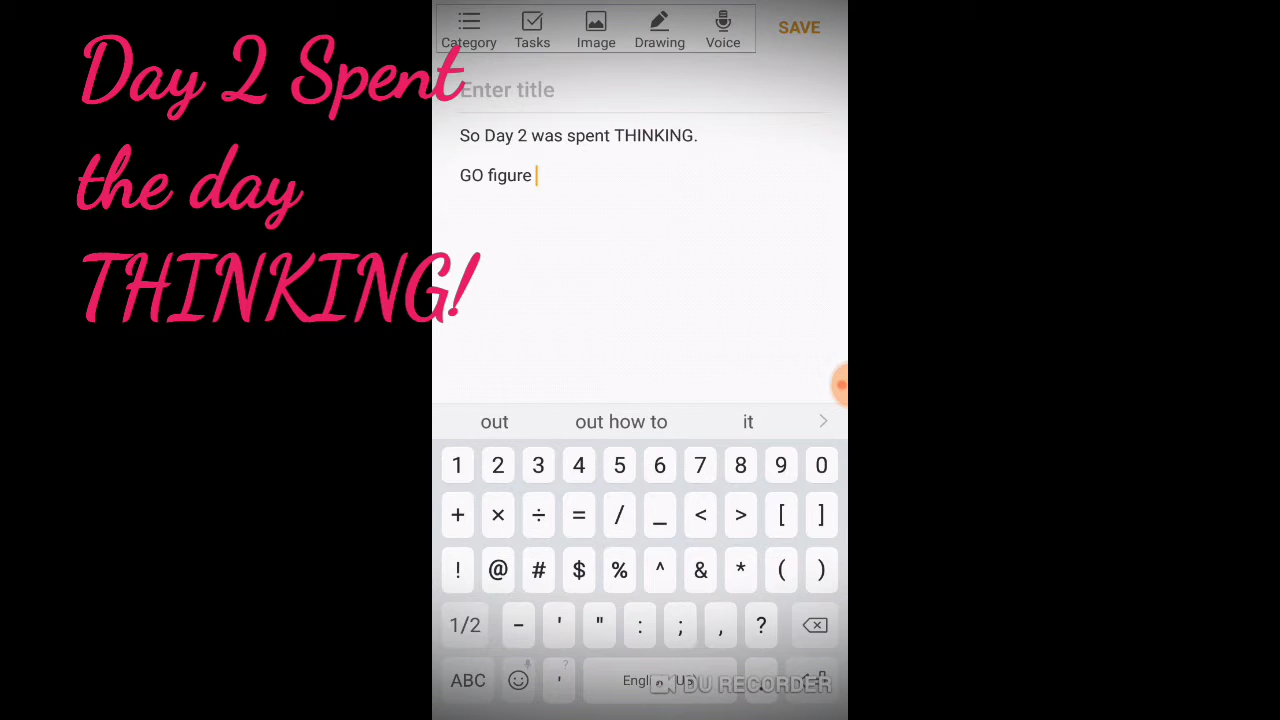 Day 2 Spent
the day
THINKING!
Category Tasks Image Drawing Voice SAVE
Enter title
So Day 2 was spent THINKING.
GO figure
out out how to it >
1 2 3 4 5 6 7 8 9 0
+ × ÷ = / _ < > [ ]
! @ # $ % ^ & * ( )
1/2 - ' " : ; , ?
ABC ' English (US) .
DU RECORDER